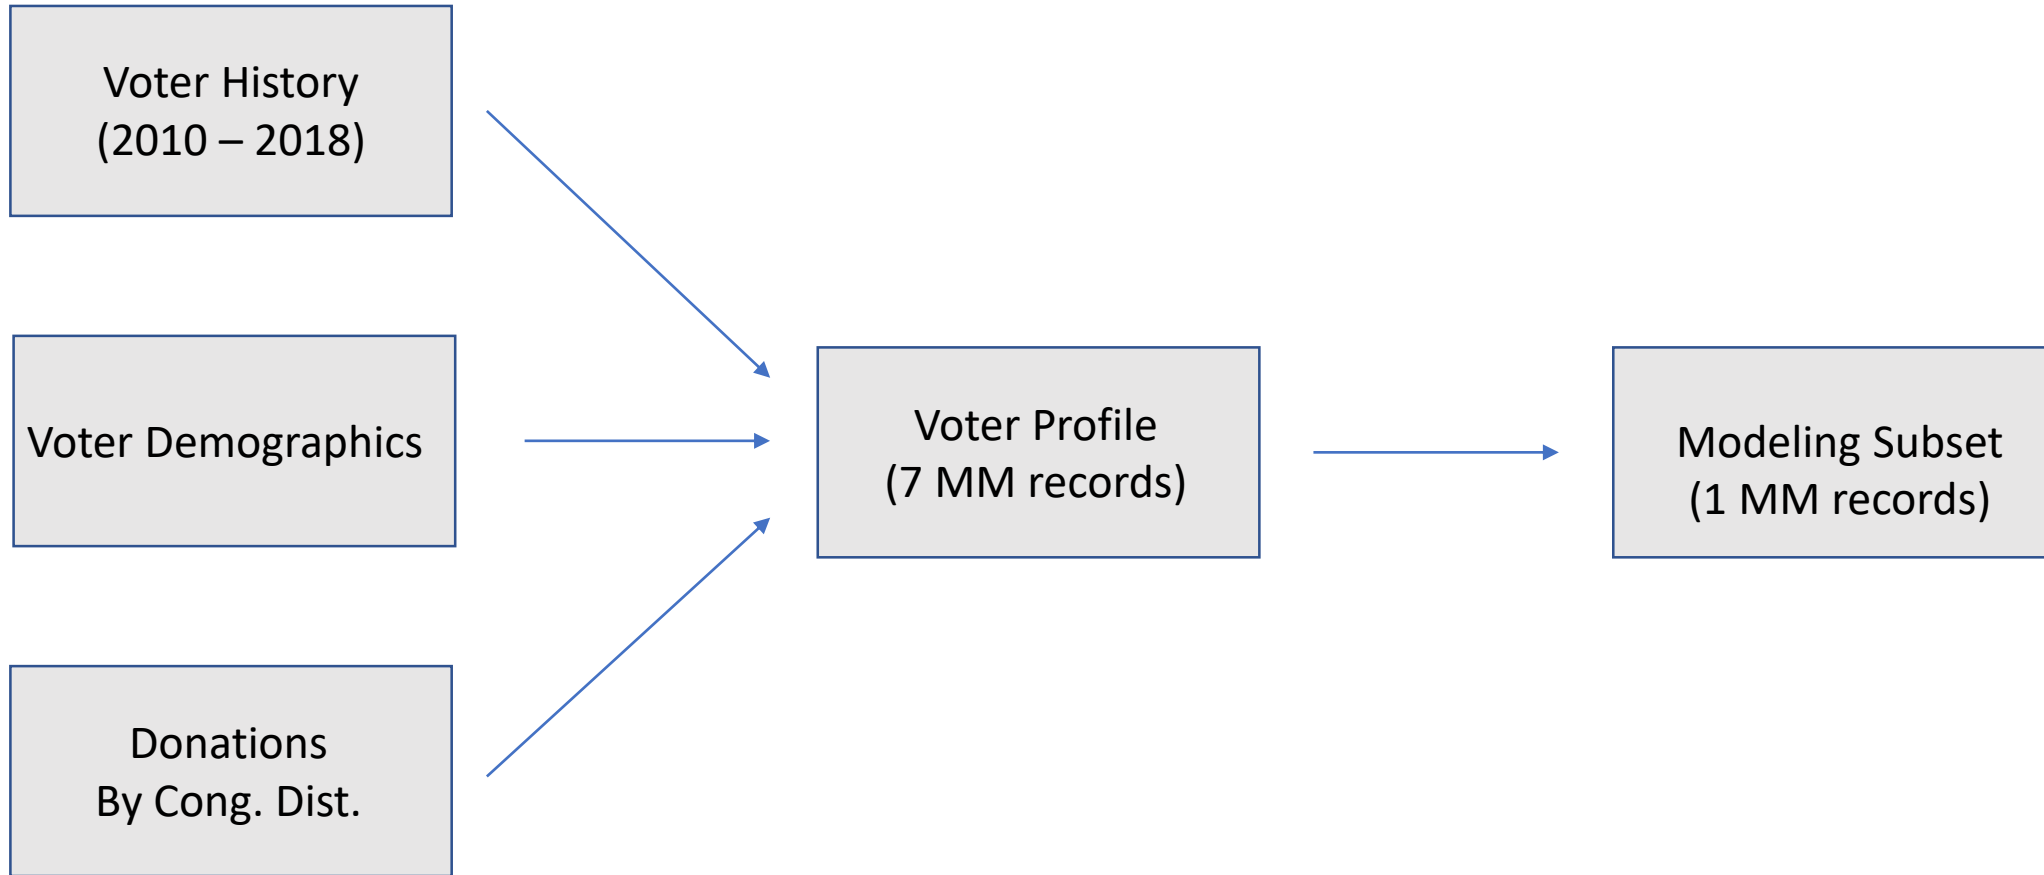 Voter History
(2010 – 2018)
Voter Demographics
Donations
By Cong. Dist.
Voter Profile
(7 MM records)
Modeling Subset
(1 MM records)